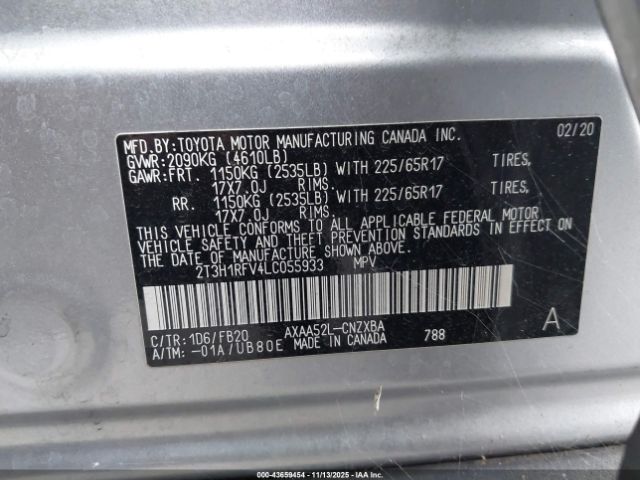 MFD.BY:TOYOTA MOTOR MANUFACTURING CANADA INC. 02/20
GVWR:2090KG (4610LB)
GAWR:FRT. 1150KG (2535LB) WITH 225/65R17 TIRES,
17X7.0J RIMS.
RR. 1150KG (2535LB) WITH 225/65R17 TIRES,
17X7.0J RIMS.
THIS VEHICLE CONFORMS TO ALL APPLICABLE FEDERAL MOTOR
VEHICLE SAFETY AND THEFT PREVENTION STANDARDS IN EFFECT ON
THE DATE OF MANUFACTURE SHOWN ABOVE.
2T3H1RFV4LC055933 MPV
C/TR:1D6/FB20 AXAA52L-CNZXBA A
A/TM:-01A/UB80E MADE IN CANADA 788
000-43659454 - 11/13/2025 - IAAI.COM